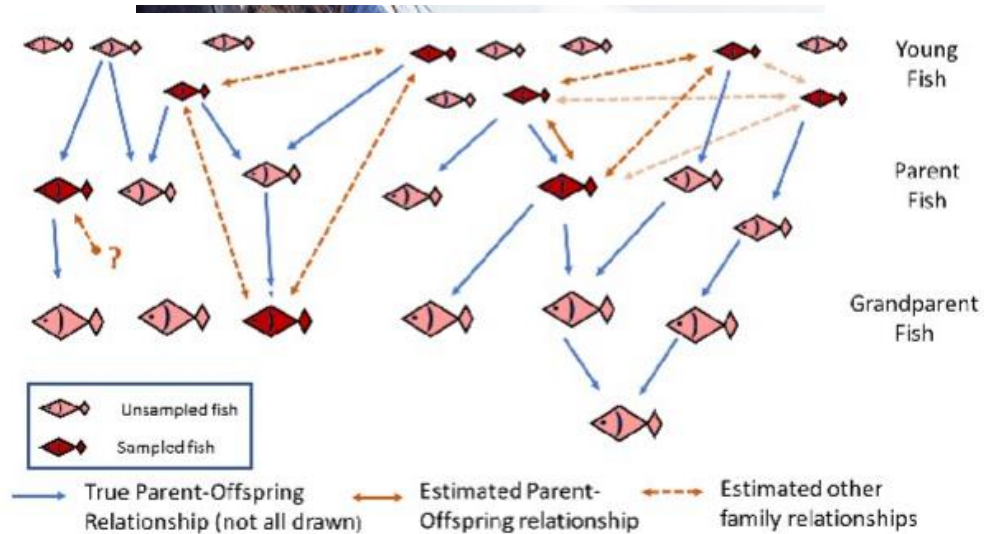 Young
Fish
Parent
Fish
?
Grandparent
Fish
Unsampled fish
Sampled fish
True Parent-Offspring
Relationship (not all drawn)
Estimated Parent-
Offspring relationship
Estimated other
family relationships